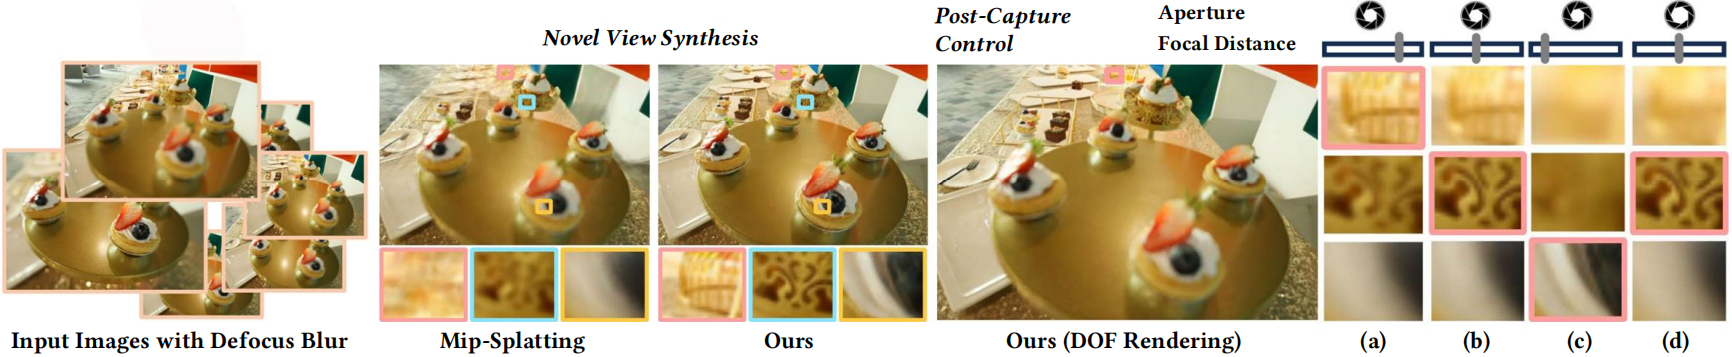 Novel View Synthesis
Post-Capture
Control
Aperture
Focal Distance
Input Images with Defocus Blur
Mip-Splatting
Ours
Ours (DOF Rendering)
(a)
(b)
(c)
(d)